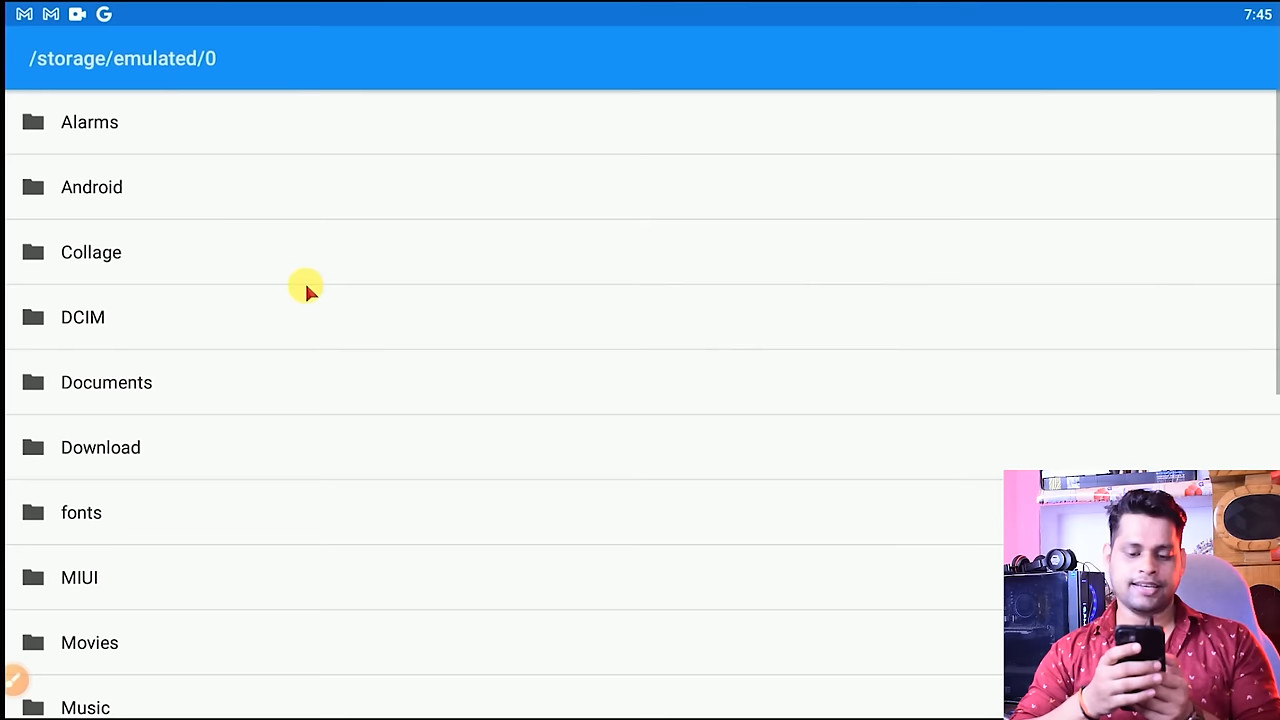 7:45
/storage/emulated/0
Alarms
Android
Collage
DCIM
Documents
Download
fonts
MIUI
Movies
Music